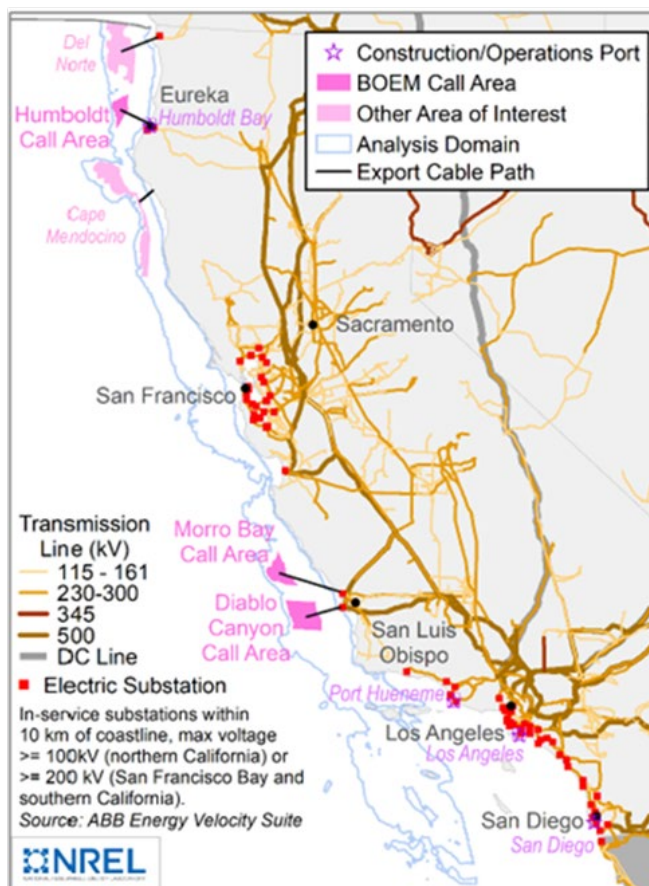 Del
Norte
Eureka
Humboldt Bay
Humboldt
Call Area
Cape
Mendocino
Construction/Operations Port
BOEM Call Area
Other Area of Interest
Analysis Domain
Export Cable Path
Sacramento
San Francisco
Morro Bay
Call Area
Diablo
Canyon
Call Area
San Luis
Obispo
Port Hueneme
Los Angeles
Los Angeles
San Diego
San Diego
Transmission
Line (kV)
115 - 161
230-300
345
500
DC Line
Electric Substation
In-service substations within
10 km of coastline, max voltage
>= 100kV (northern California) or
>= 200 kV (San Francisco Bay and
southern California).
Source: ABB Energy Velocity Suite
NREL
NATIONAL RENEWABLE ENERGY LABORATORY